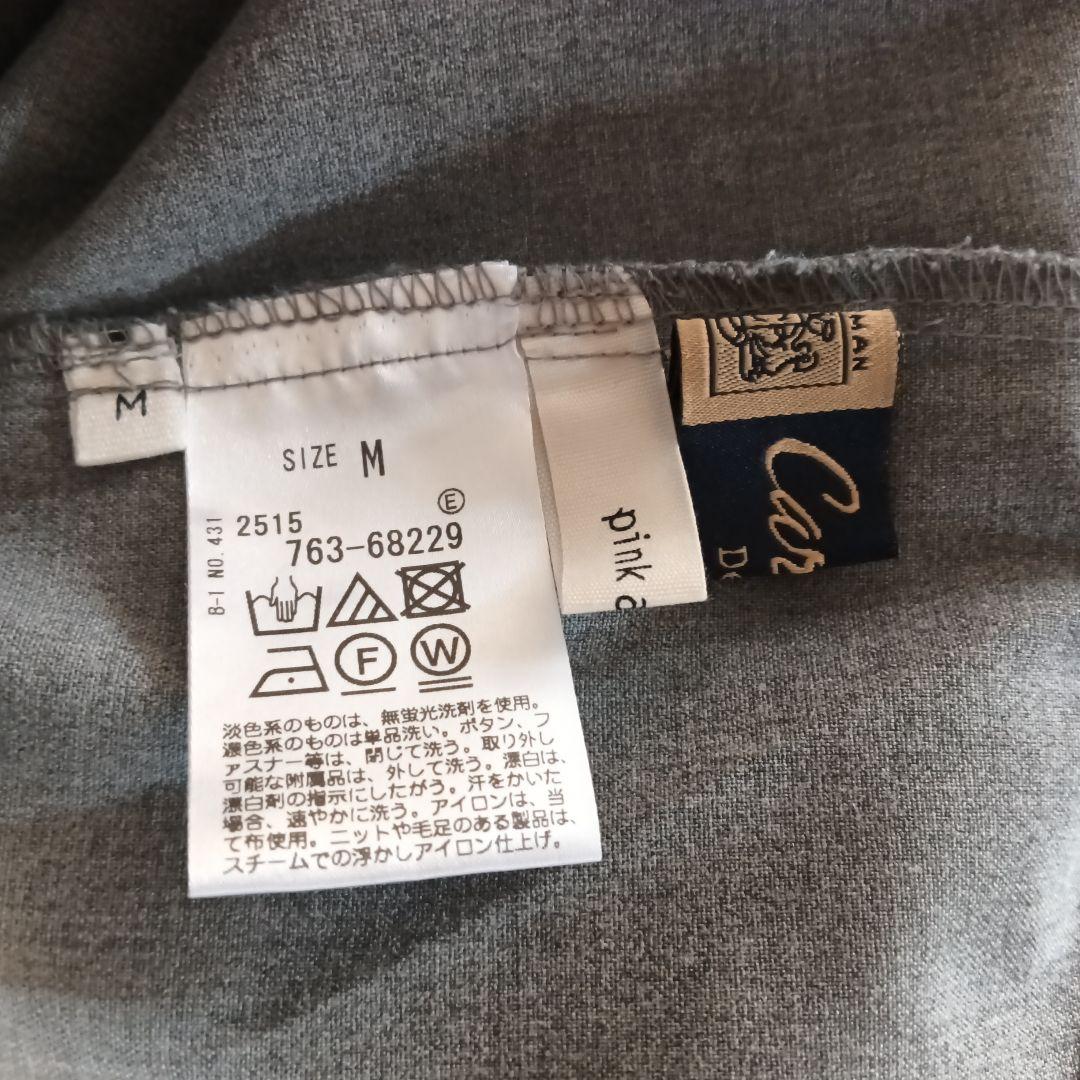 M
SIZE M
Ⓔ
B-I NO.431
2515
763-68229
F
W
淡色系のものは、無蛍光洗剤を使用。
濃色系のものは単品洗い。ボタン、フ
ァスナー等は、閉じて洗う。取り外し
可能な附属品は、外して洗う。漂白は、
漂白剤の指示にしたがう。汗をかいた
場合、速やかに洗う。アイロンは、当
て布使用。ニットや毛足のある製品は、
スチームでの浮かしアイロン仕上げ。
pink
MAN
Car